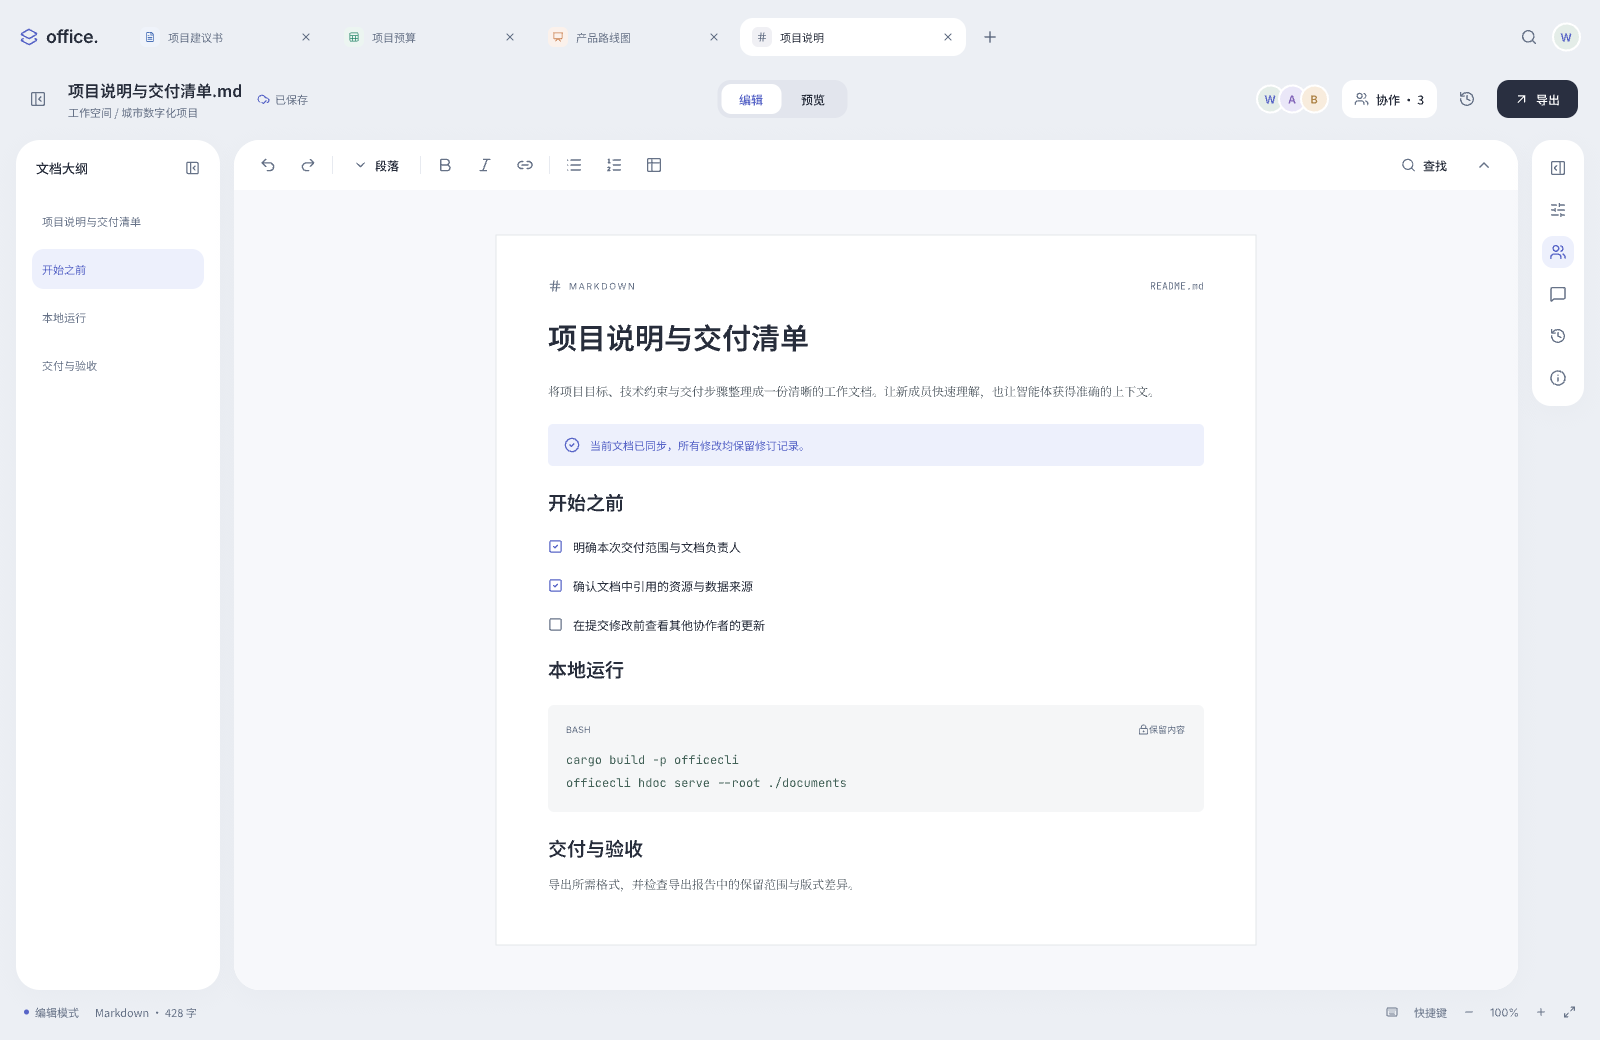 office.
项目建议书
项目预算
产品路线图
项目说明
W
项目说明与交付清单.md
工作空间 / 城市数字化项目
已保存
编辑
预览
W
A
B
协作 · 3
导出
文档大纲
项目说明与交付清单
开始之前
本地运行
交付与验收
段落
查找
MARKDOWN
README.md
项目说明与交付清单
将项目目标、技术约束与交付步骤整理成一份清晰的工作文档。让新成员快速理解，也让智能体获得准确的上下文。
当前文档已同步，所有修改均保留修订记录。
开始之前
明确本次交付范围与文档负责人
确认文档中引用的资源与数据来源
在提交修改前查看其他协作者的更新
本地运行
BASH
保留内容
cargo build -p officecli
officecli hdoc serve --root ./documents
交付与验收
导出所需格式，并检查导出报告中的保留范围与版式差异。
编辑模式
Markdown · 428 字
快捷键
100%